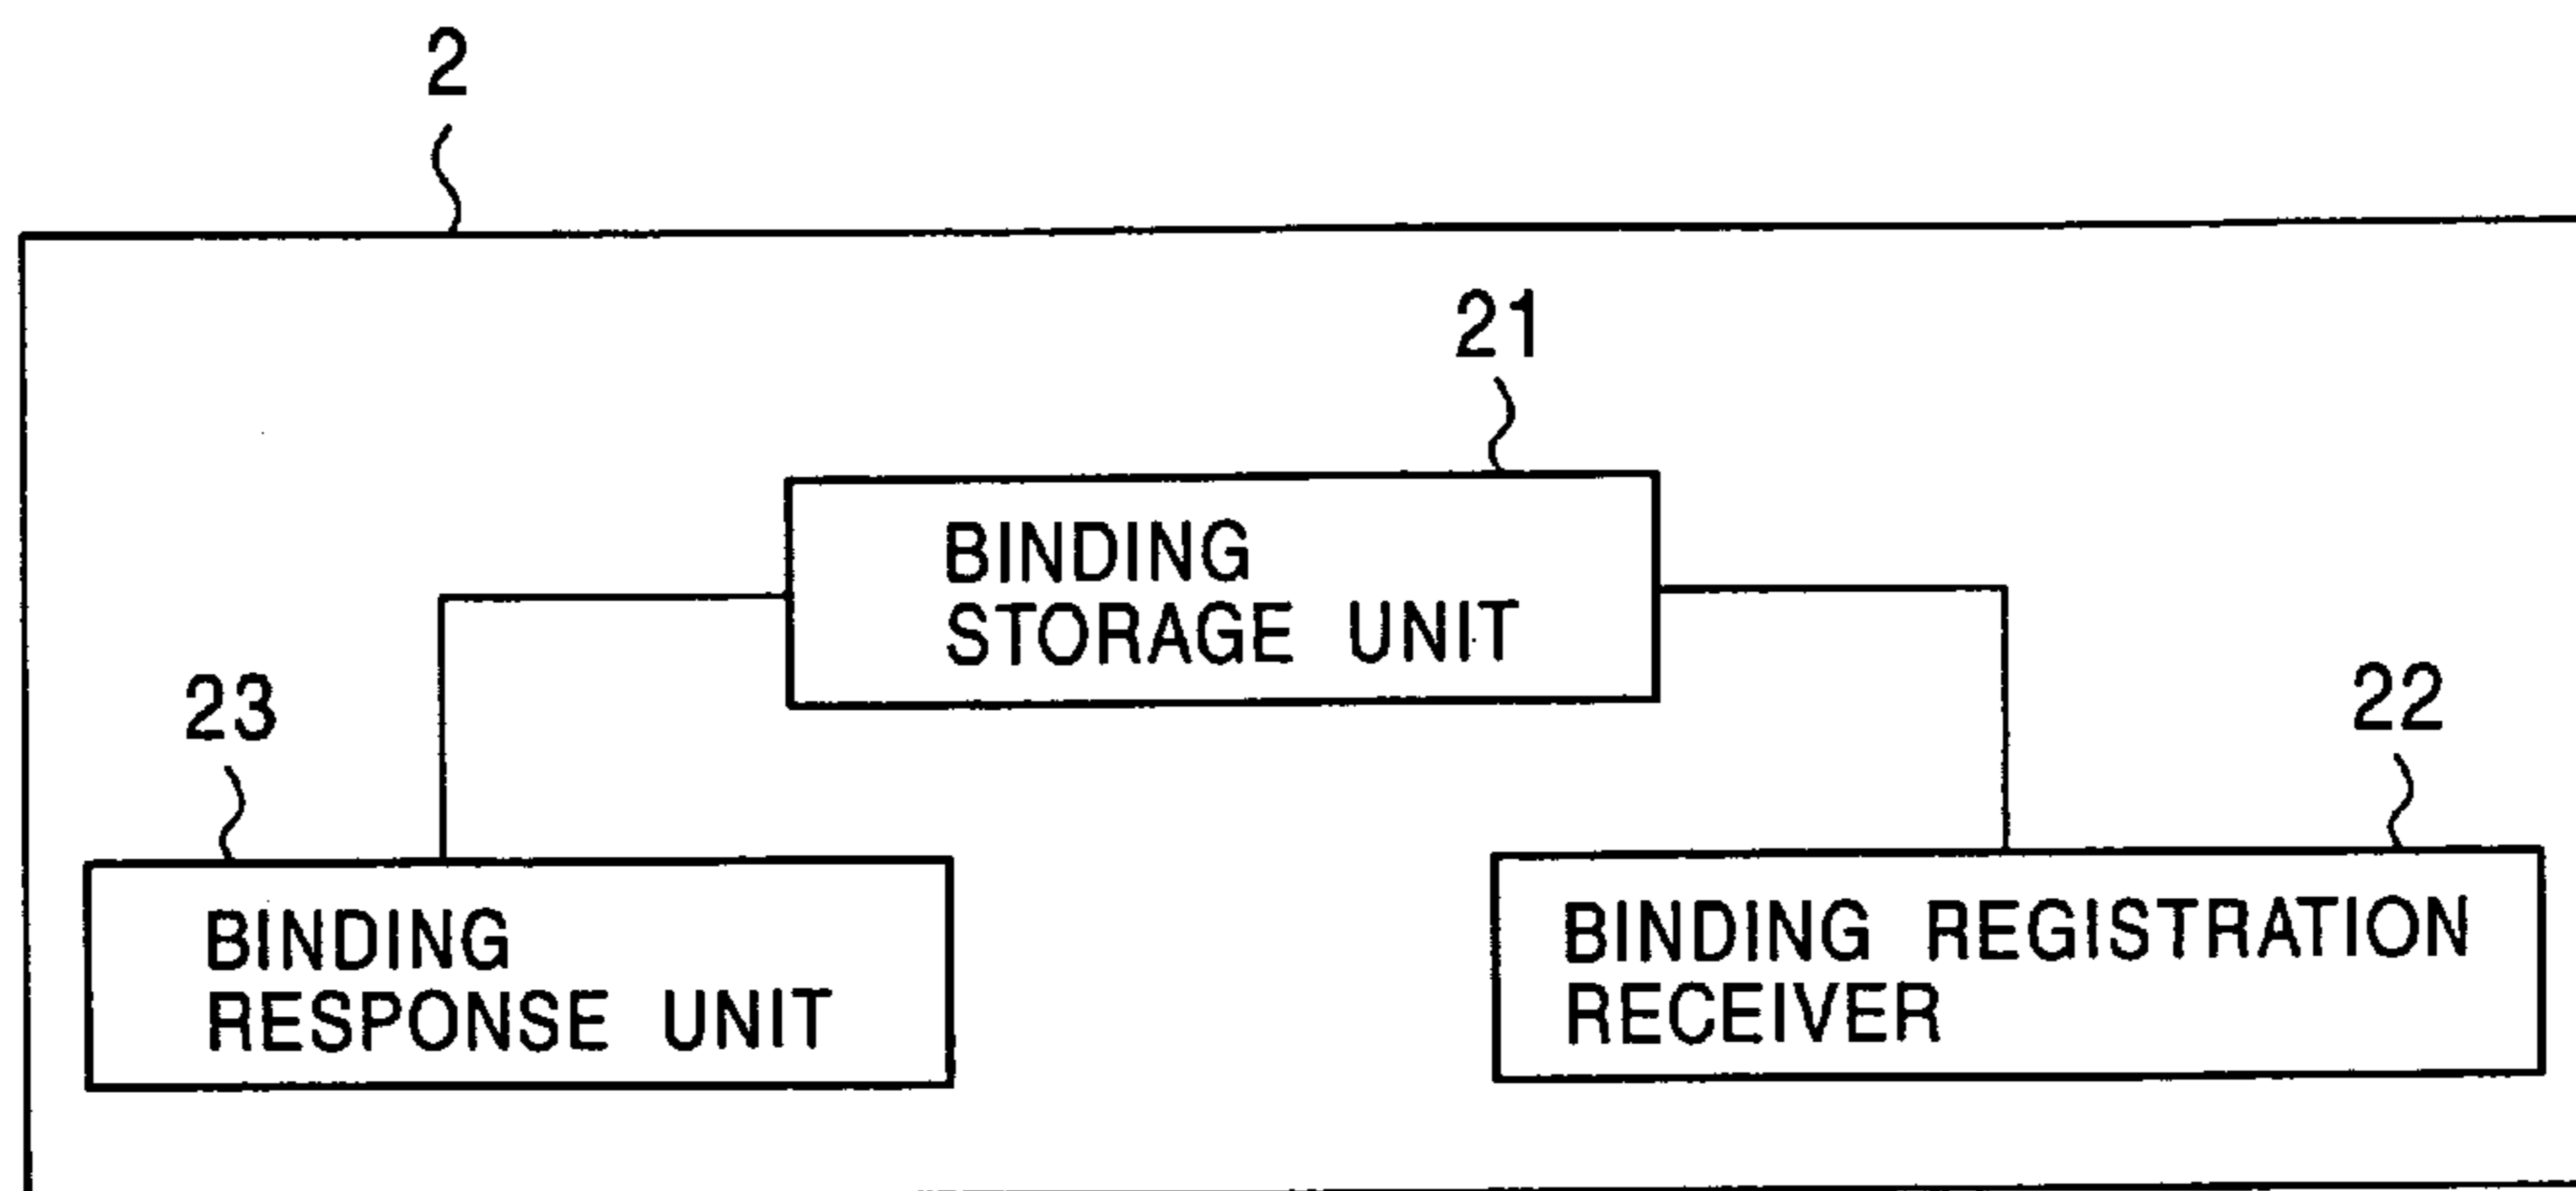 2
21
BINDING
STORAGE UNIT
23
22
BINDING
RESPONSE UNIT
BINDING REGISTRATION
RECEIVER